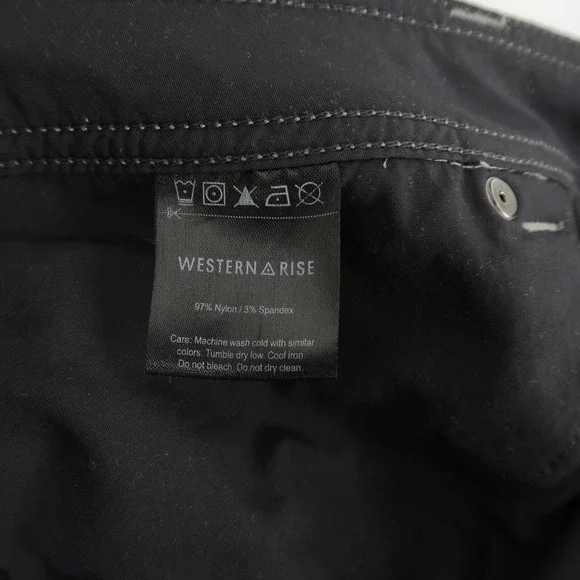 WESTERN RISE
97% Nylon / 3% Spandex
Care: Machine wash cold with similar
colors. Tumble dry low. Cool iron.
Do not bleach. Do not dry clean.